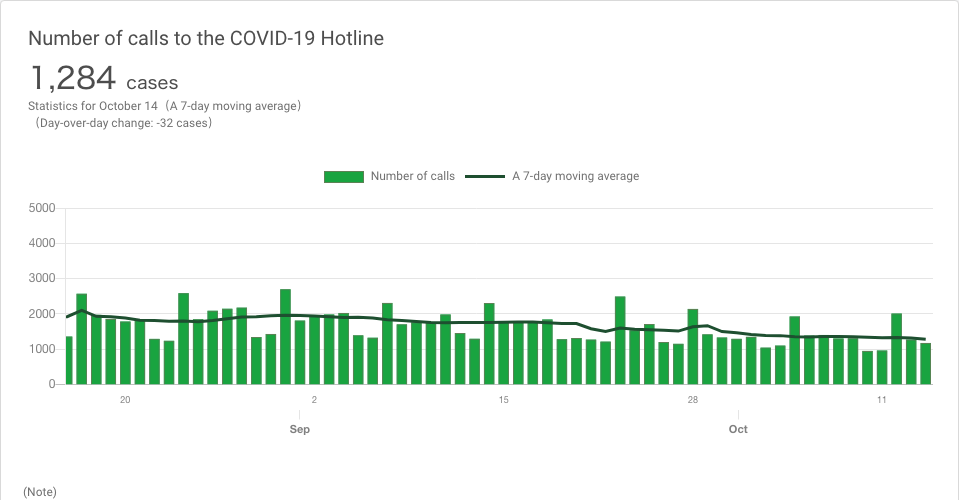 Number of calls to the COVID-19 Hotline
1,284 cases
Statistics for October 14（A 7-day moving average）
（Day-over-day change: -32 cases）
Number of calls A 7-day moving average
5000
4000
3000
2000
1000
0
20 2 15 28 11
Sep Oct
(Note)